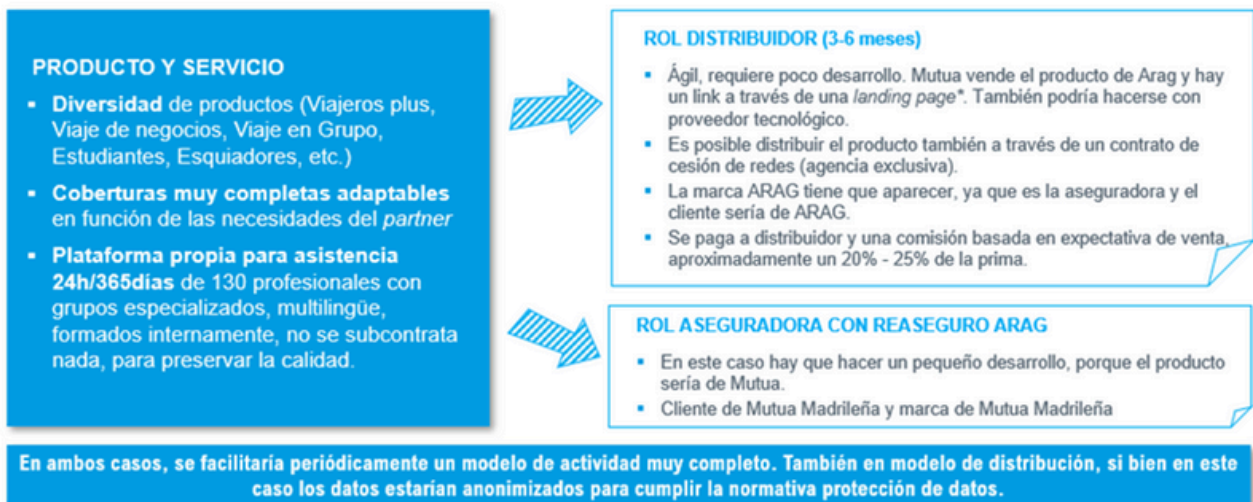 PRODUCTO Y SERVICIO
▪ Diversidad de productos (Viajeros plus,
Viaje de negocios, Viaje en Grupo,
Estudiantes, Esquiadores, etc.)
▪ Coberturas muy completas adaptables
en función de las necesidades del partner
▪ Plataforma propia para asistencia
24h/365días de 130 profesionales con
grupos especializados, multilingüe,
formados internamente, no se subcontrata
nada, para preservar la calidad.
ROL DISTRIBUIDOR (3-6 meses)
▪ Ágil, requiere poco desarrollo. Mutua vende el producto de Arag y hay
un link a través de una landing page*. También podría hacerse con
proveedor tecnológico.
▪ Es posible distribuir el producto también a través de un contrato de
cesión de redes (agencia exclusiva).
▪ La marca ARAG tiene que aparecer, ya que es la aseguradora y el
cliente sería de ARAG.
▪ Se paga a distribuidor y una comisión basada en expectativa de venta,
aproximadamente un 20% - 25% de la prima.
ROL ASEGURADORA CON REASEGURO ARAG
▪ En este caso hay que hacer un pequeño desarrollo, porque el producto
sería de Mutua.
▪ Cliente de Mutua Madrileña y marca de Mutua Madrileña
En ambos casos, se facilitaría periódicamente un modelo de actividad muy completo. También en modelo de distribución, si bien en este
caso los datos estarían anonimizados para cumplir la normativa protección de datos.